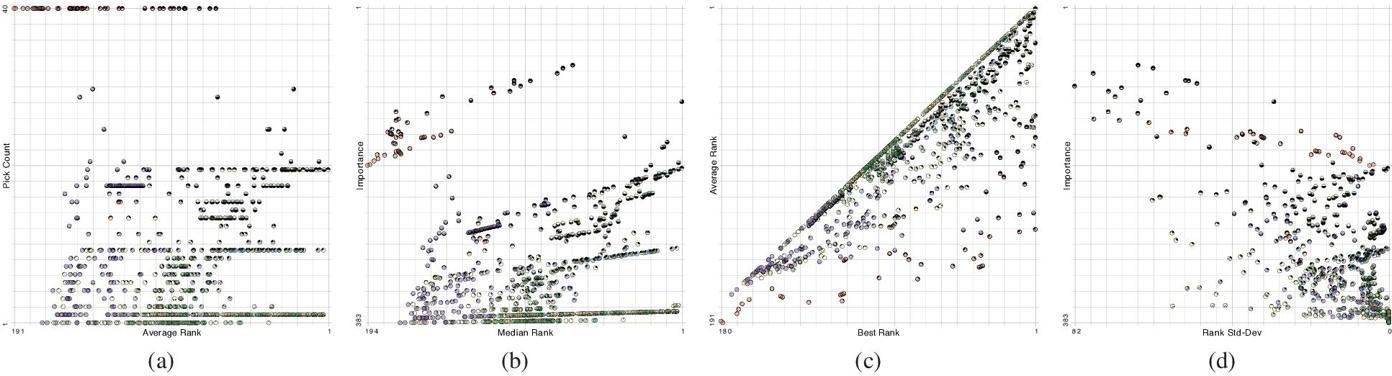 40
Pick Count
1
191
Average Rank
1
(a)
1
Importance
383
194
Median Rank
1
(b)
1
Average Rank
191
180
Best Rank
1
(c)
1
Importance
383
82
Rank Std-Dev
0
(d)